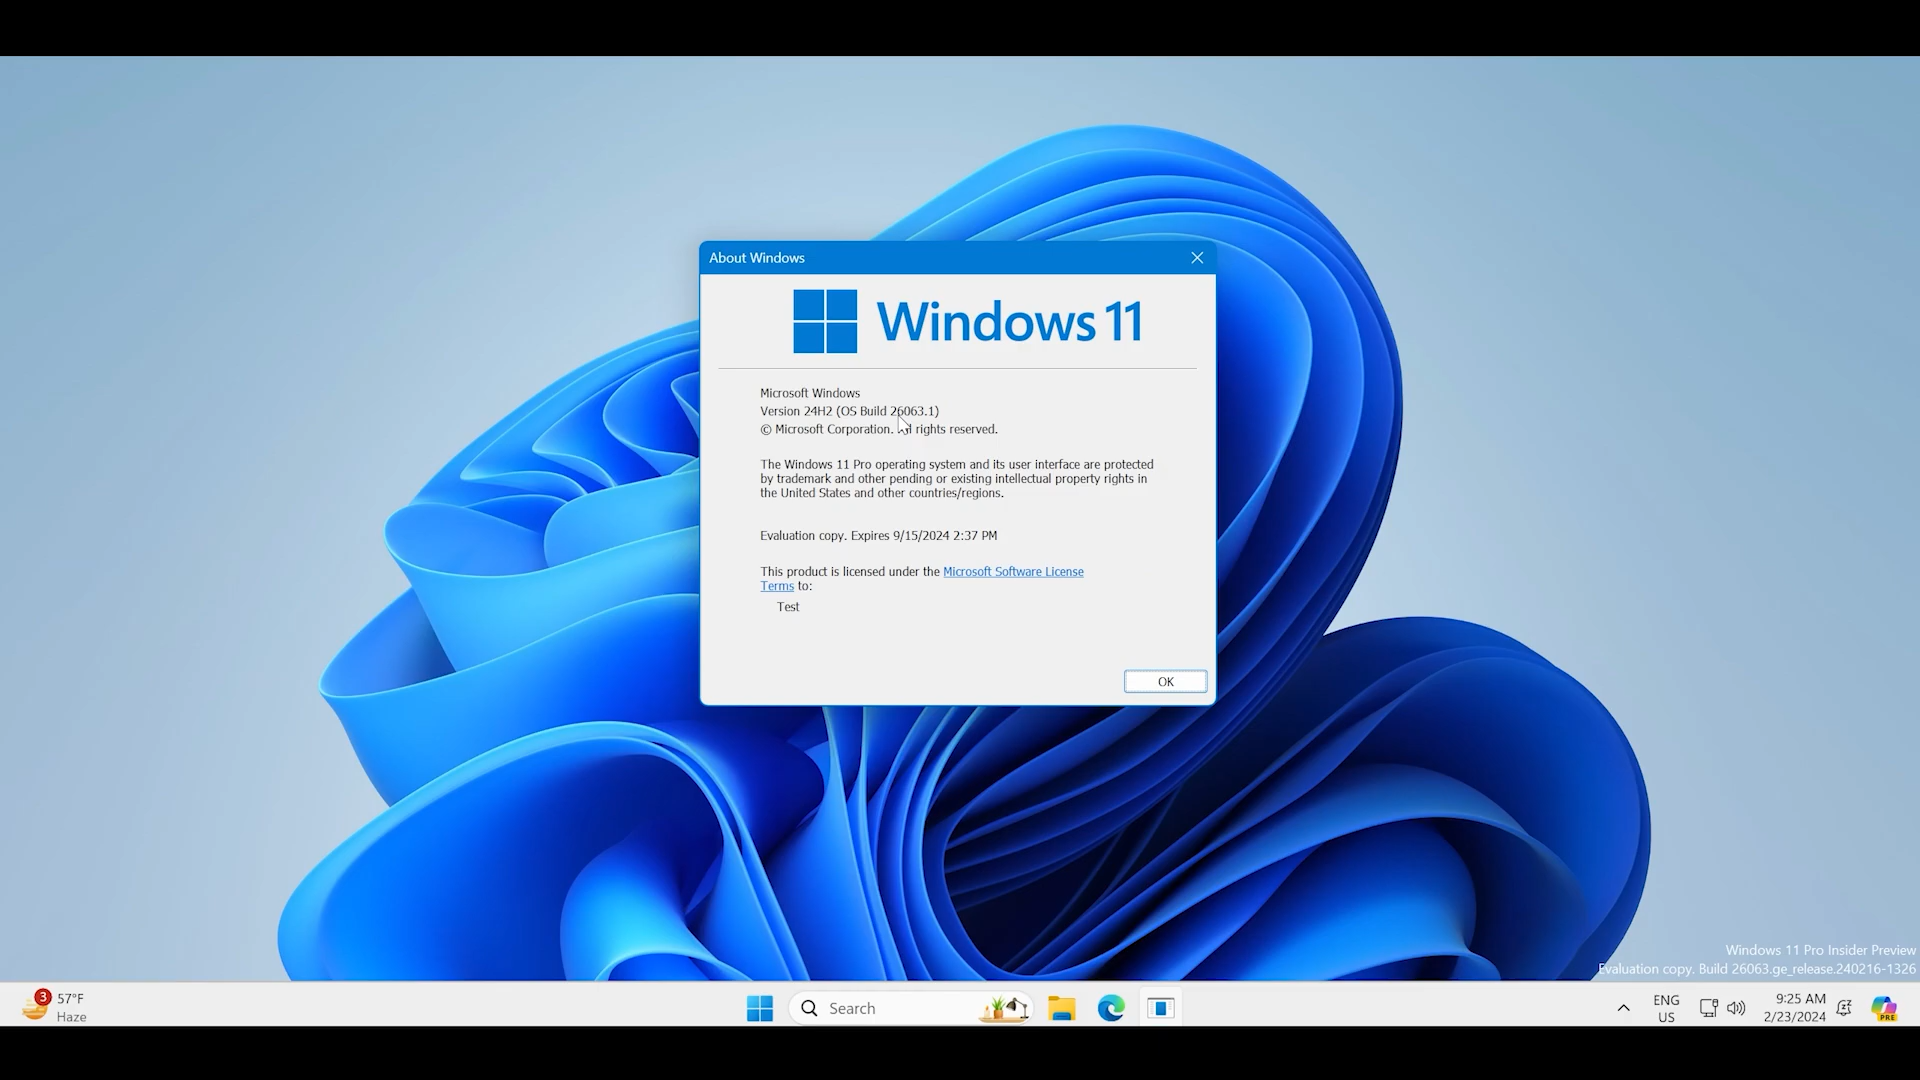 About Windows
Windows 11
Microsoft Windows
Version 24H2 (OS Build 26063.1)
© Microsoft Corporation. All rights reserved.
The Windows 11 Pro operating system and its user interface are protected
by trademark and other pending or existing intellectual property rights in
the United States and other countries/regions.
Evaluation copy. Expires 9/15/2024 2:37 PM
This product is licensed under the Microsoft Software License
Terms to:
Test
OK
Windows 11 Pro Insider Preview
Evaluation copy. Build 26063.ge_release.240216-1326
3
57°F
Haze
Search
ENG
US
9:25 AM
2/23/2024
PRE